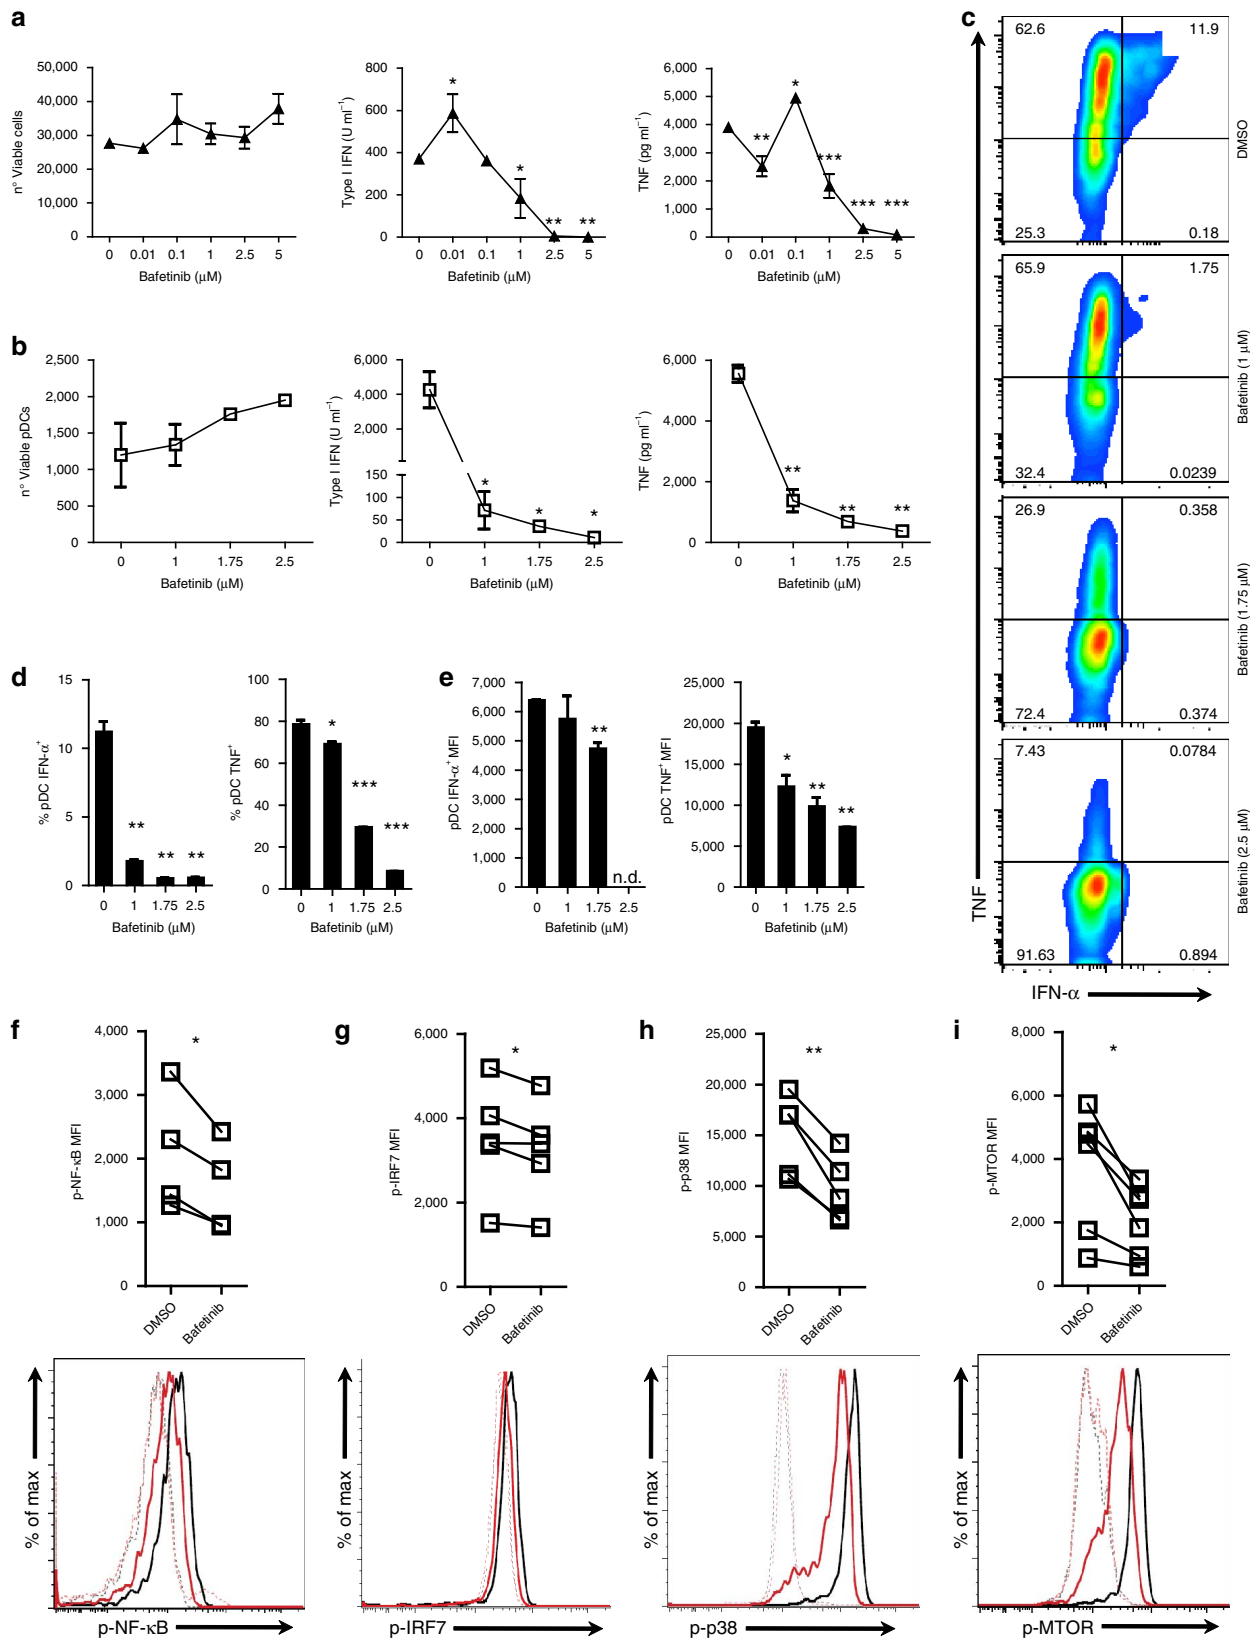 a
50,000
40,000
30,000
20,000
10,000
0
n° Viable cells
0 0.01 0.1 1 2.5 5
Bafetinib (μM)
800
600
400
200
0
Type I IFN (U ml⁻¹)
* * ** **
0 0.01 0.1 1 2.5 5
Bafetinib (μM)
6,000
5,000
4,000
3,000
2,000
1,000
0
TNF (pg ml⁻¹)
** * *** *** ***
0 0.01 0.1 1 2.5 5
Bafetinib (μM)
b
2,500
2,000
1,500
1,000
500
0
n° Viable pDCs
0 1 1.75 2.5
Bafetinib (μM)
6,000
4,000
2,000
150
100
50
0
Type I IFN (U ml⁻¹)
* * *
0 1 1.75 2.5
Bafetinib (μM)
6,000
4,000
2,000
0
TNF (pg ml⁻¹)
** ** **
0 1 1.75 2.5
Bafetinib (μM)
c
62.6 11.9
25.3 0.18
DMSO
65.9 1.75
32.4 0.0239
Bafetinib (1 μM)
26.9 0.358
72.4 0.374
Bafetinib (1.75 μM)
7.43 0.0784
91.63 0.894
Bafetinib (2.5 μM)
TNF
IFN-α
d
15
10
5
0
% pDC IFN-α⁺
** ** **
0 1 1.75 2.5
Bafetinib (μM)
100
80
60
40
20
0
% pDC TNF⁺
* *** ***
0 1 1.75 2.5
Bafetinib (μM)
e
7,000
6,000
5,000
4,000
3,000
2,000
1,000
0
pDC IFN-α⁺ MFI
**
n.d.
0 1 1.75 2.5
Bafetinib (μM)
25,000
20,000
15,000
10,000
5,000
0
pDC TNF⁺ MFI
* ** **
0 1 1.75 2.5
Bafetinib (μM)
f
4,000
3,000
2,000
1,000
0
p-NF-κB MFI
*
DMSO
Bafetinib
% of max
p-NF-κB
g
6,000
4,000
2,000
0
p-IRF7 MFI
*
DMSO
Bafetinib
% of max
p-IRF7
h
25,000
20,000
15,000
10,000
5,000
0
p-p38 MFI
**
DMSO
Bafetinib
% of max
p-p38
i
8,000
6,000
4,000
2,000
0
p-MTOR MFI
*
DMSO
Bafetinib
% of max
p-MTOR